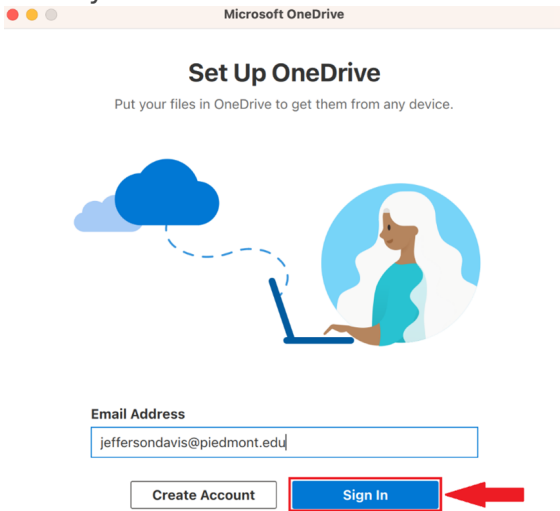 Microsoft OneDrive
Set Up OneDrive
Put your files in OneDrive to get them from any device.
Email Address
jeffersondavis@piedmont.edu
Create Account
Sign In